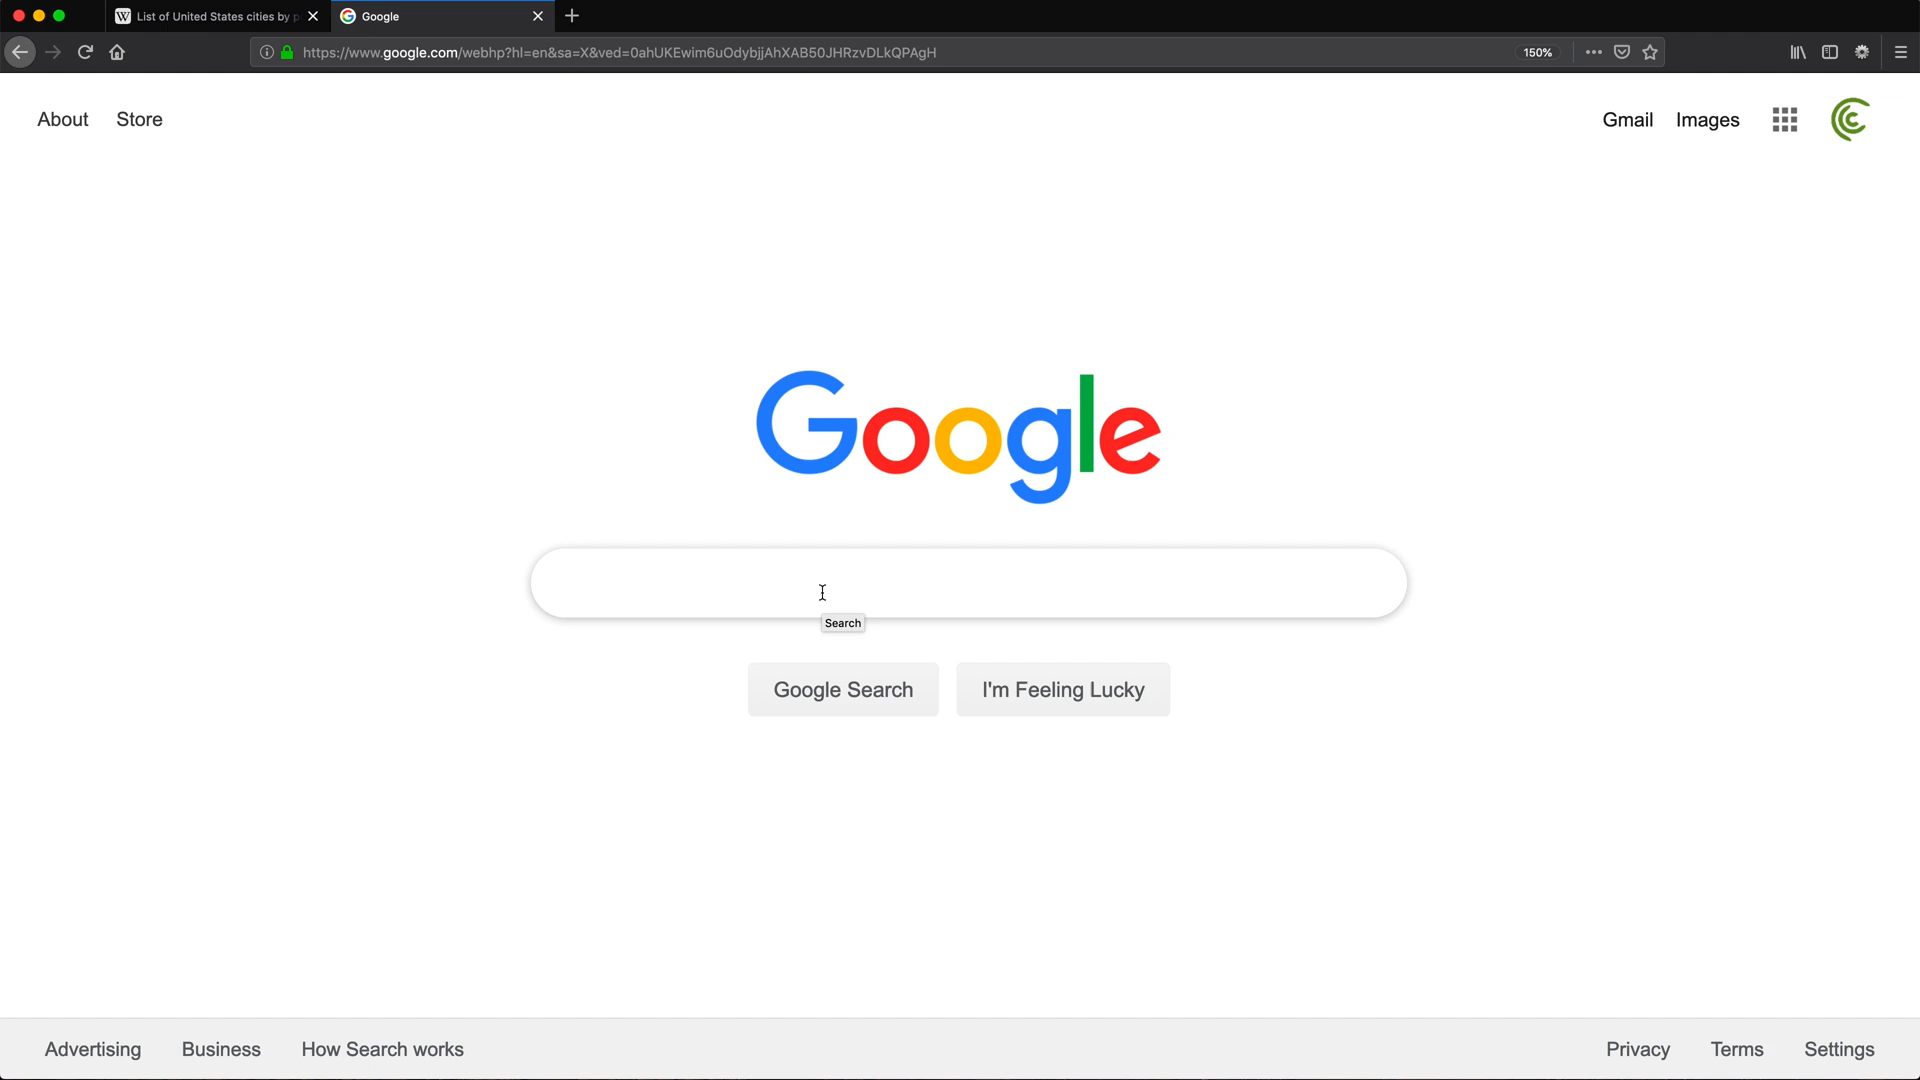 List of United States cities by p
Google
https://www.google.com/webhp?hl=en&sa=X&ved=0ahUKEwim6uOdybjjAhXAB50JHRzvDLkQPAgH
150%
About Store
Gmail Images
Google
Search
Google Search I'm Feeling Lucky
Advertising Business How Search works
Privacy Terms Settings